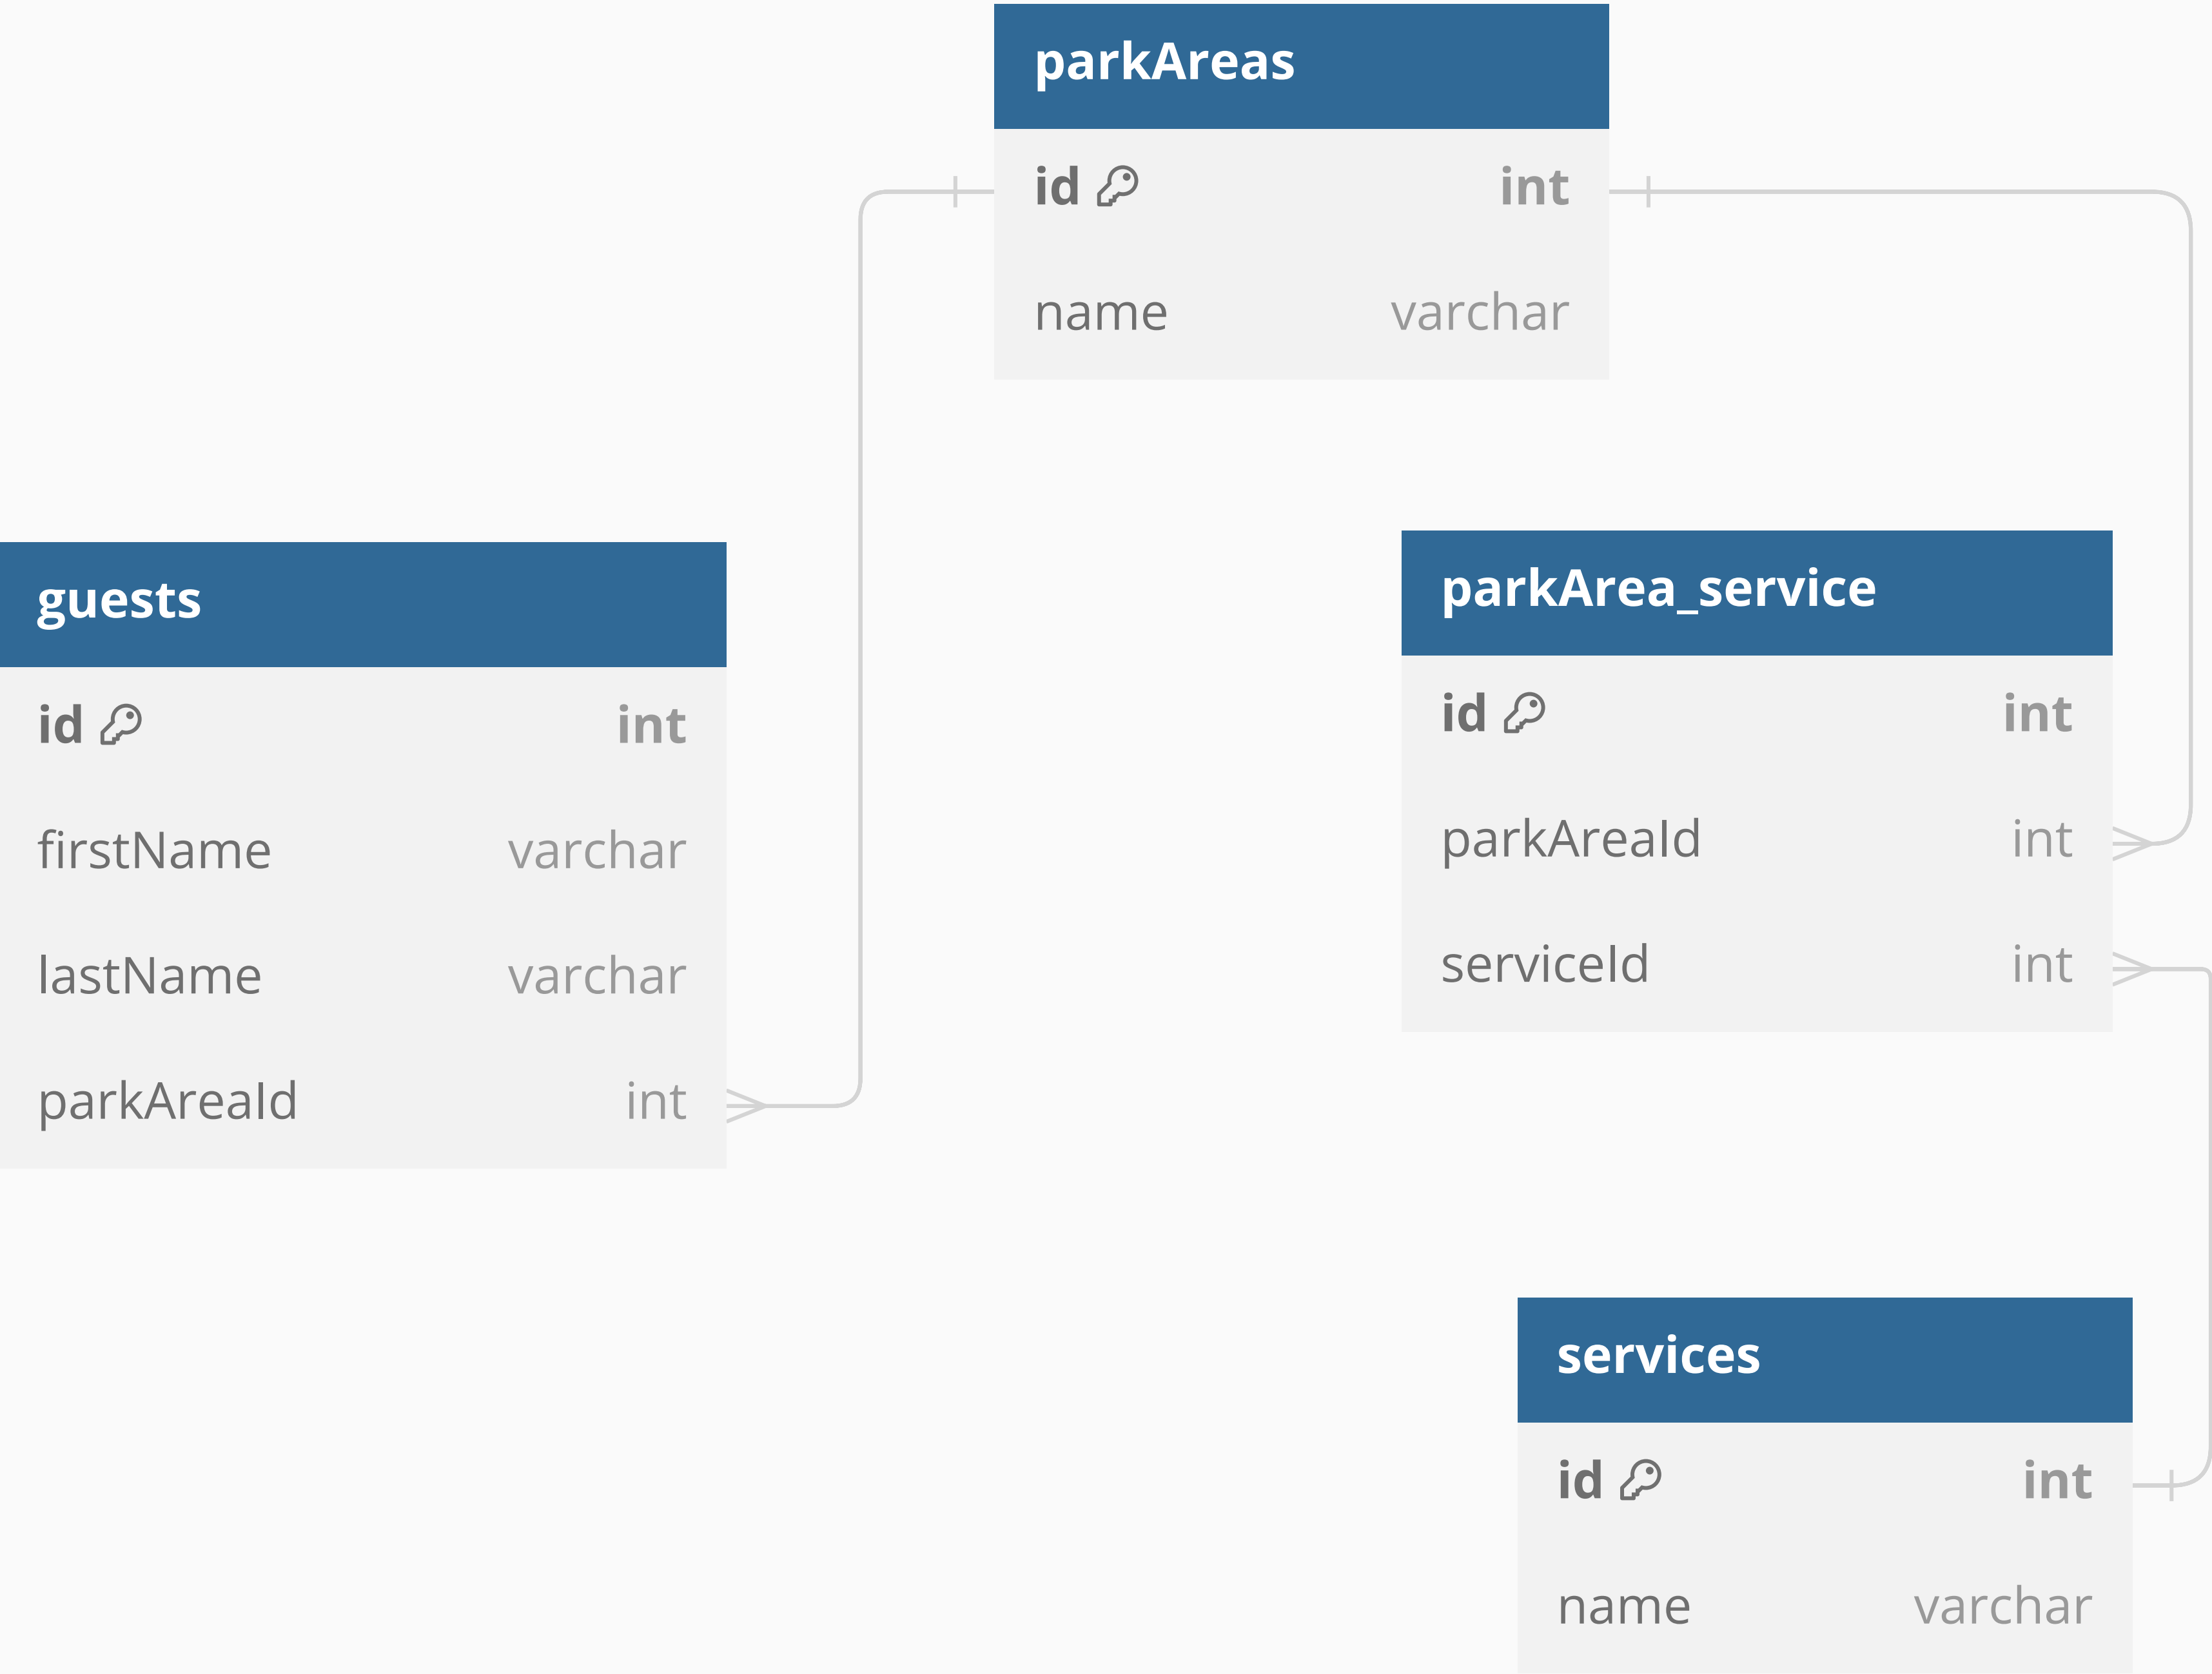 parkAreas
id int
name varchar
guests
id int
firstName varchar
lastName varchar
parkAreaId int
parkArea_service
id int
parkAreaId int
serviceId int
services
id int
name varchar